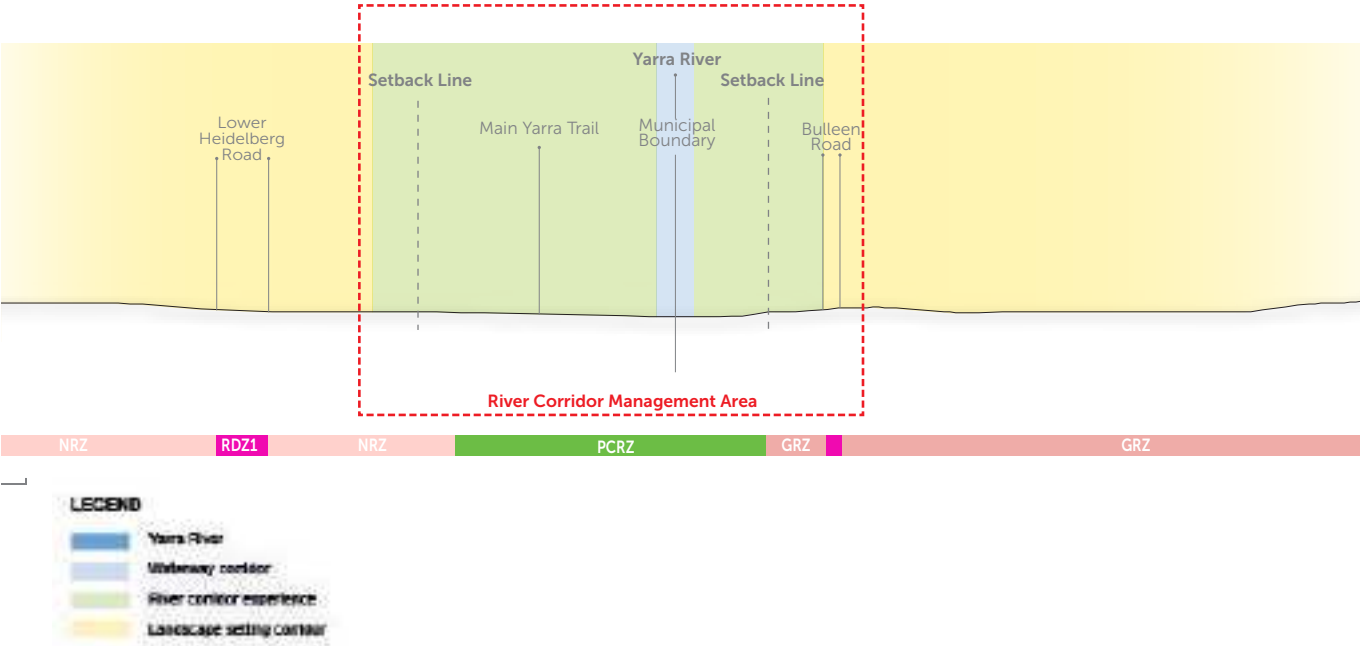 Yarra River
Setback Line
Setback Line
Lower
Heidelberg
Road
Main Yarra Trail
Municipal
Boundary
Bulleen
Road
River Corridor Management Area
NRZ
RDZ1
NRZ
PCRZ
GRZ
GRZ
LEGEND
Yarra River
Waterway corridor
River corridor experience
Landscape setting corridor